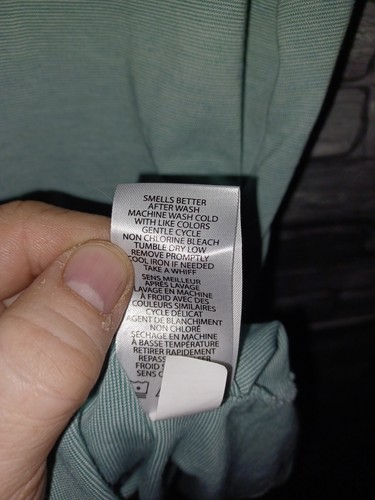 SMELLS BETTER
AFTER WASH
MACHINE WASH COLD
WITH LIKE COLORS
GENTLE CYCLE
NON CHLORINE BLEACH
TUMBLE DRY LOW
REMOVE PROMPTLY
COOL IRON IF NEEDED
TAKE A WHIFF
SENS MEILLEUR
APRÈS LAVAGE
LAVAGE EN MACHINE
À FROID AVEC DES
COULEURS SIMILAIRES
CYCLE DÉLICAT
AGENT DE BLANCHIMENT
NON CHLORÉ
SÉCHAGE EN MACHINE
À BASSE TEMPÉRATURE
RETIRER RAPIDEMENT
FROID
SENS